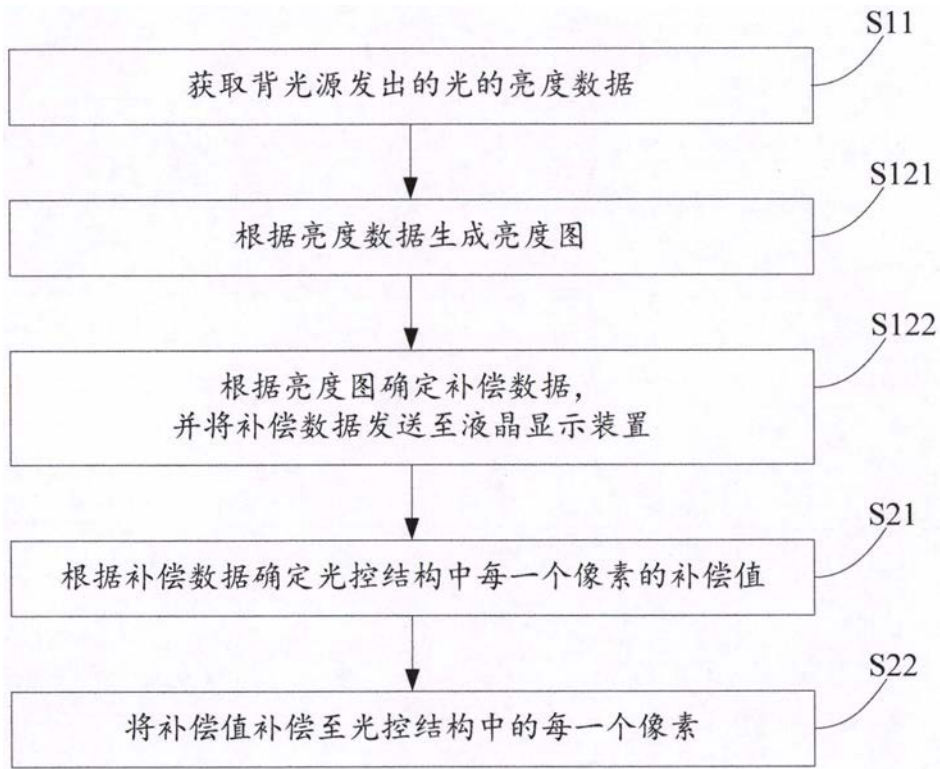 S11
获取背光源发出的光的亮度数据
S121
根据亮度数据生成亮度图
S122
根据亮度图确定补偿数据，
并将补偿数据发送至液晶显示装置
S21
根据补偿数据确定光控结构中每一个像素的补偿值
S22
将补偿值补偿至光控结构中的每一个像素